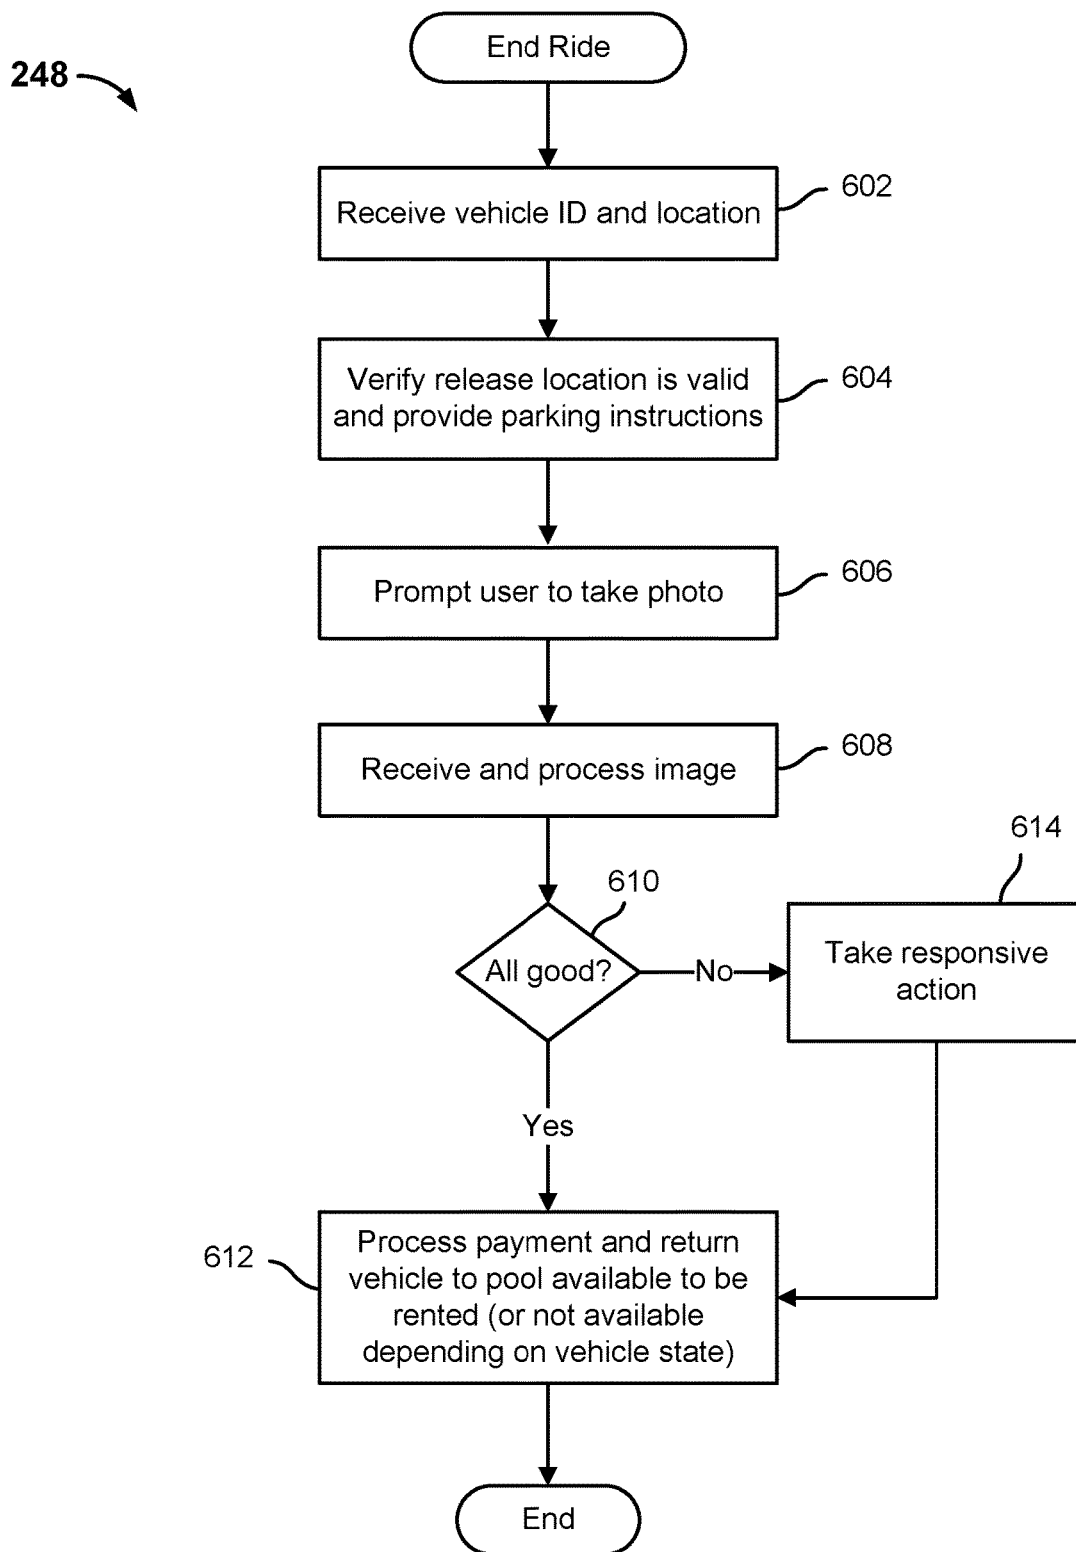 End Ride
248
602
Receive vehicle ID and location
604
Verify release location is valid
and provide parking instructions
606
Prompt user to take photo
608
Receive and process image
614
610
Take responsive
action
All good?
No
Yes
612
Process payment and return
vehicle to pool available to be
rented (or not available
depending on vehicle state)
End